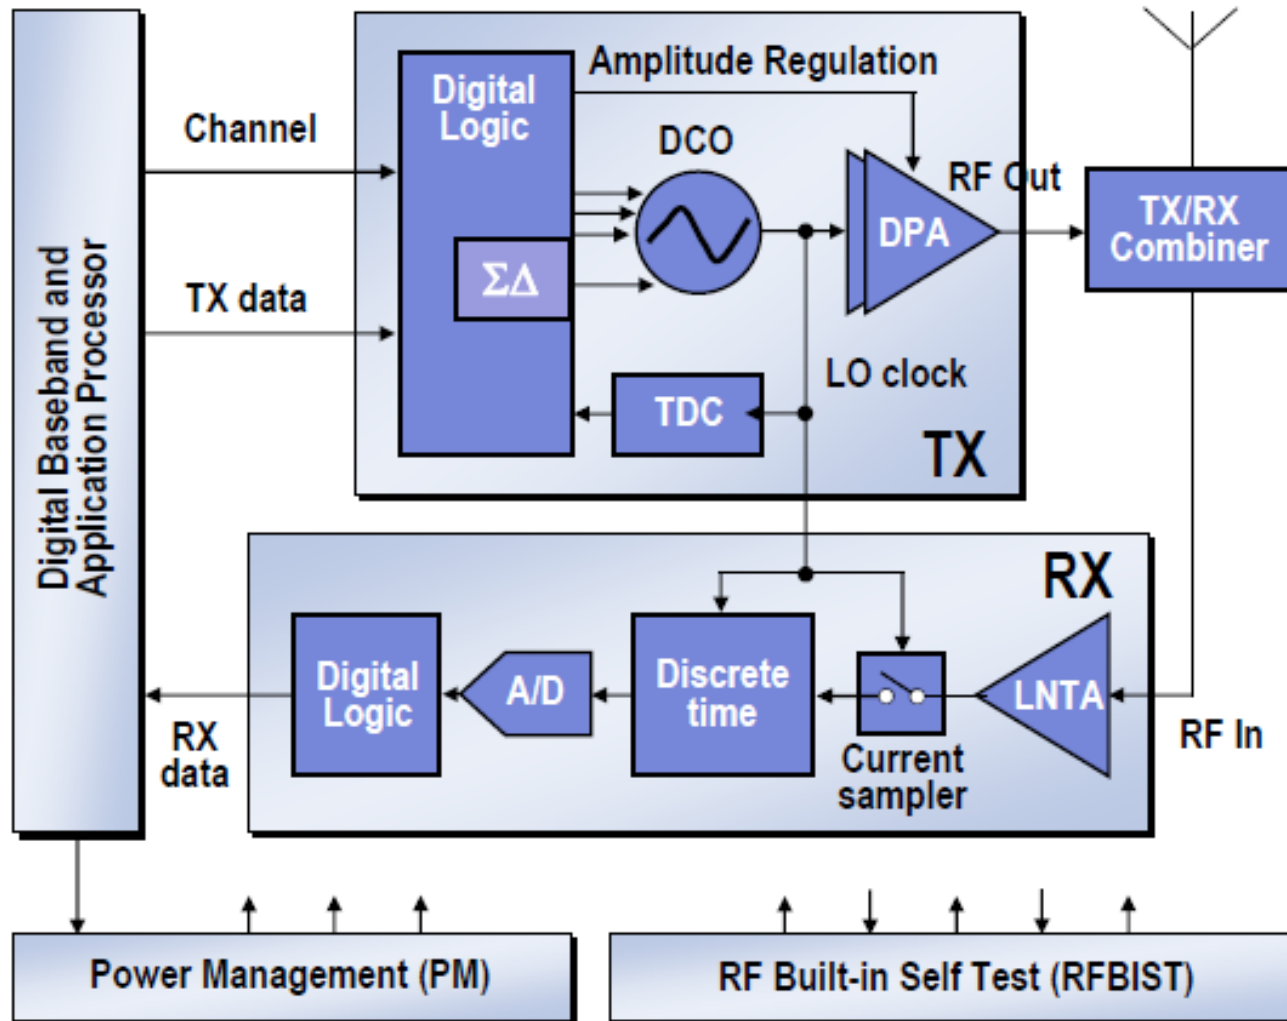 Digital Baseband and
Application Processor
Channel
TX data
Digital
Logic
ΣΔ
Amplitude Regulation
DCO
DPA
RF Out
TX/RX
Combiner
TDC
LO clock
TX
RX
Digital
Logic
A/D
Discrete
time
Current
sampler
LNTA
RF In
RX
data
Power Management (PM)
RF Built-in Self Test (RFBIST)